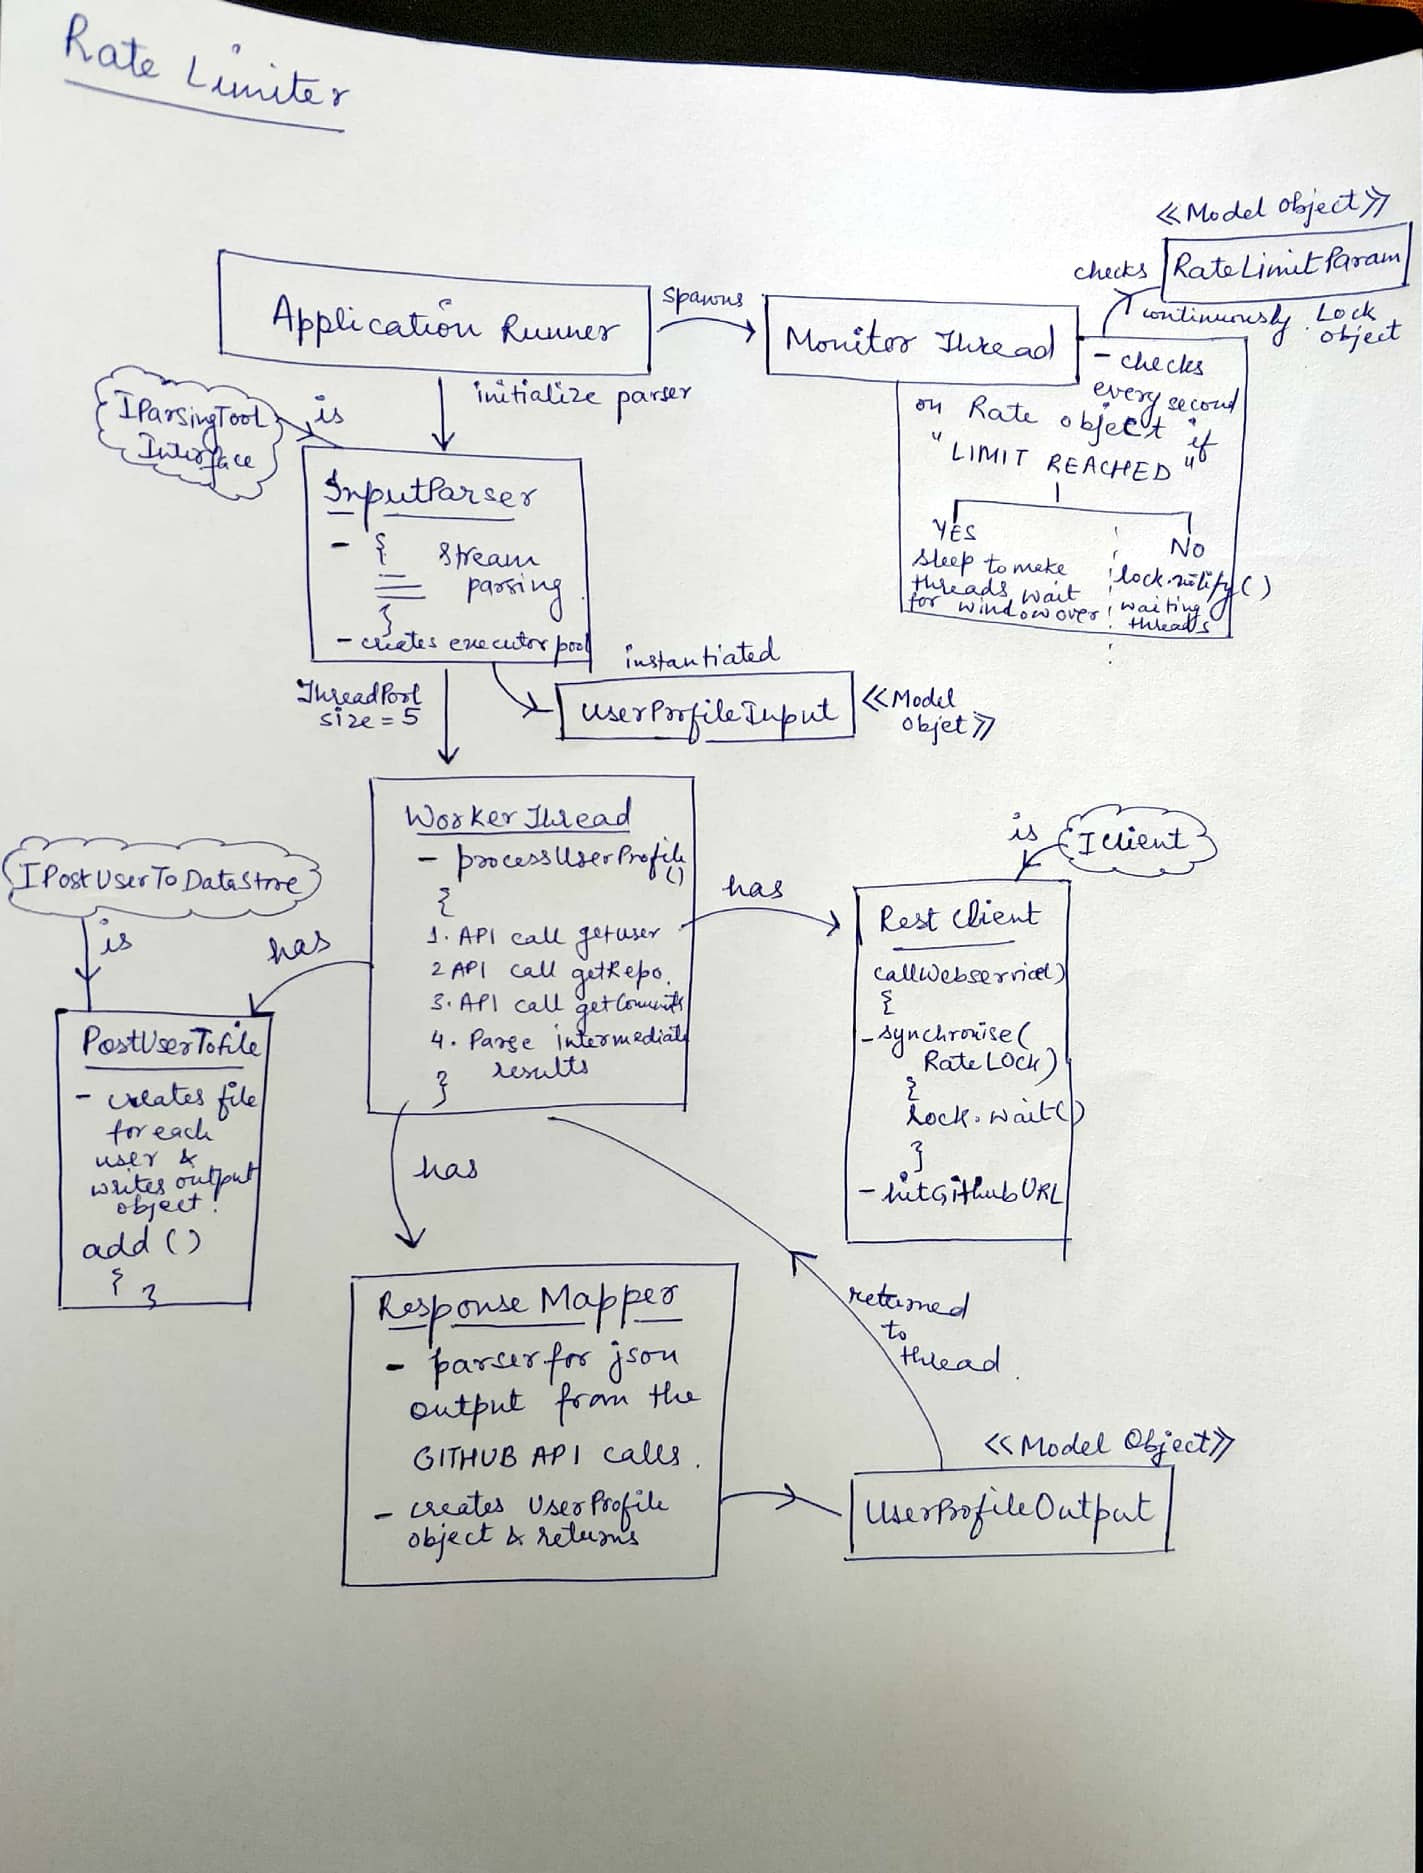 Rate Limiter
<<Model Object>>
RateLimitParam
checks
continuously
Lock
object
Application Runner
spawns
Monitor Thread
- checks
every second
on Rate object if
"LIMIT REACHED"
YES
sleep to make
threads wait
for window over
NO
lock.notify()
waiting
threads
initialize parser
IParsingTool
Interface
is
InputParser
- {
stream
parsing
}
- creates executor pool
instantiated
UserProfileInput
<<Model
Objet>>
ThreadPool
size = 5
Worker Thread
- processUserProfile
()
{
1. API call getuser
2 API call getRepo.
3. API call getCommits
4. Parse intermediate
results
}
IPostUserToDataStore
is
has
PostUserTofile
- creates file
for each
user &
writes output
object.
add ()
{ }
has
is
IClient
Rest Client
callWebservice()
{
- synchronise(
RateLOCK)
{
lock.wait()
}
- hitGithubURL
has
Response Mapper
- parser for json
output from the
GITHUB API calls.
- creates UserProfile
object & returns
returned
to
thread.
<<Model Object>>
UserProfileOutput